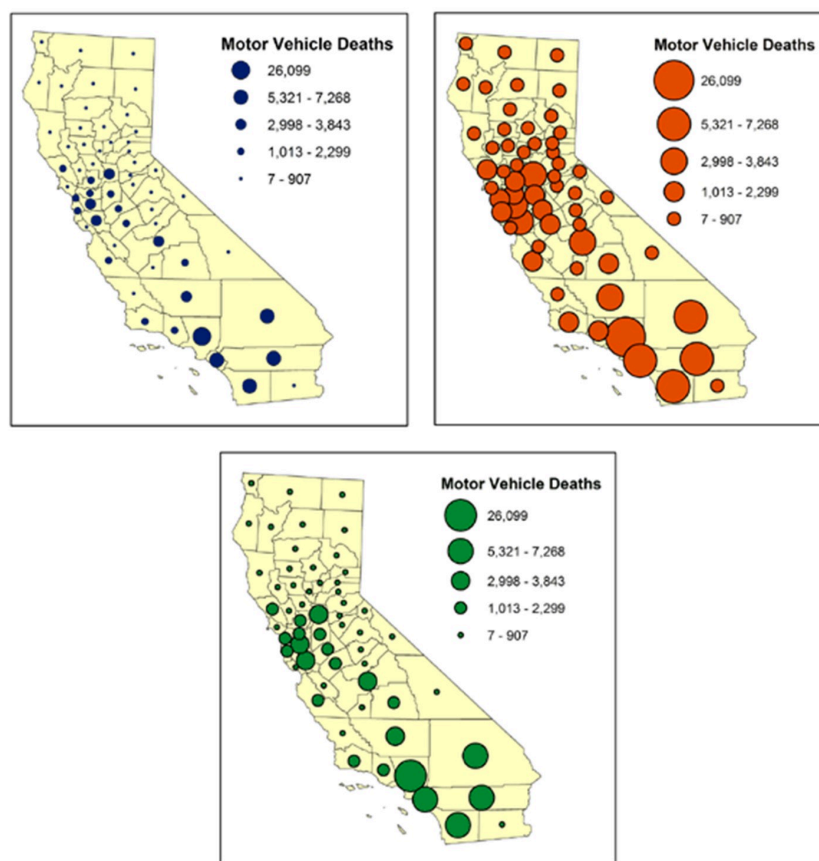 Motor Vehicle Deaths
26,099
5,321 - 7,268
2,998 - 3,843
1,013 - 2,299
7 - 907
Motor Vehicle Deaths
26,099
5,321 - 7,268
2,998 - 3,843
1,013 - 2,299
7 - 907
Motor Vehicle Deaths
26,099
5,321 - 7,268
2,998 - 3,843
1,013 - 2,299
7 - 907